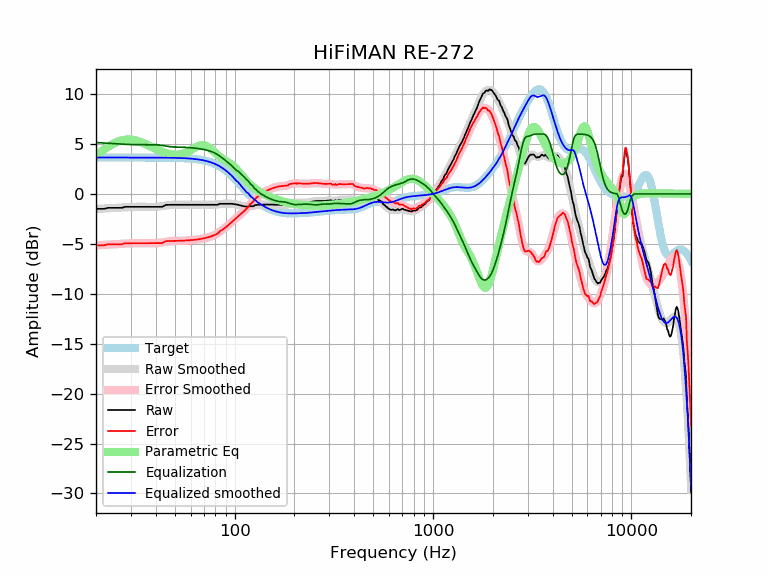 HiFiMAN RE-272
Amplitude (dBr)
10
5
0
−5
−10
−15
−20
−25
−30
Target
Raw Smoothed
Error Smoothed
Raw
Error
Parametric Eq
Equalization
Equalized smoothed
100 1000 10000
Frequency (Hz)